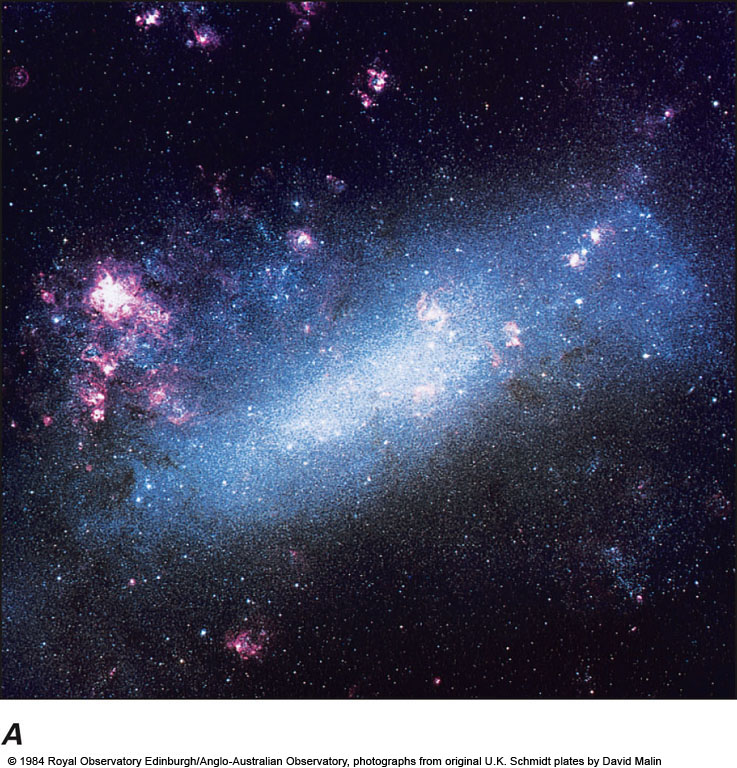 A
© 1984 Royal Observatory Edinburgh/Anglo-Australian Observatory, photographs from original U.K. Schmidt plates by David Malin